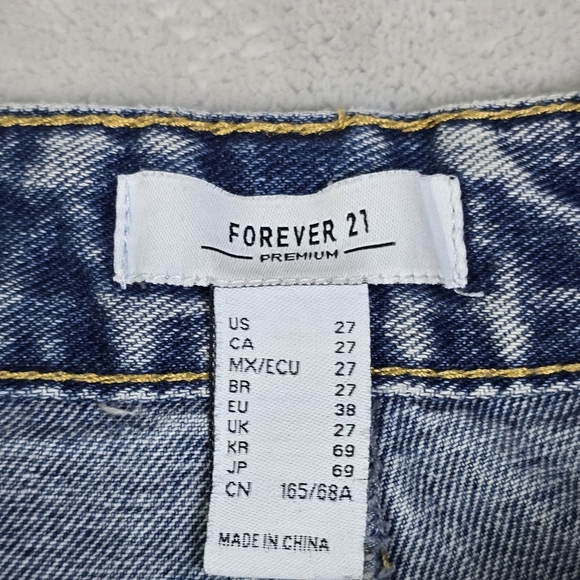 FOREVER 21
PREMIUM
US 27
CA 27
MX/ECU 27
BR 27
EU 38
UK 27
KR 69
JP 69
CN 165/68A
MADE IN CHINA